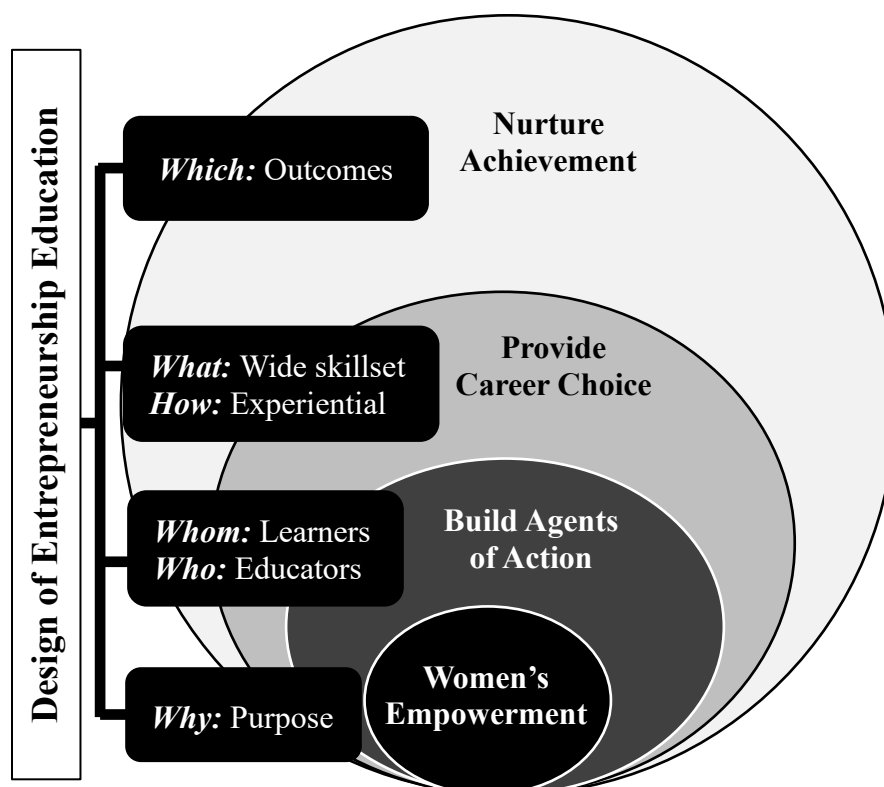 Design of Entrepreneurship Education
Which: Outcomes
Nurture
Achievement
What: Wide skillset
How: Experiential
Provide
Career Choice
Whom: Learners
Who: Educators
Build Agents
of Action
Why: Purpose
Women’s
Empowerment